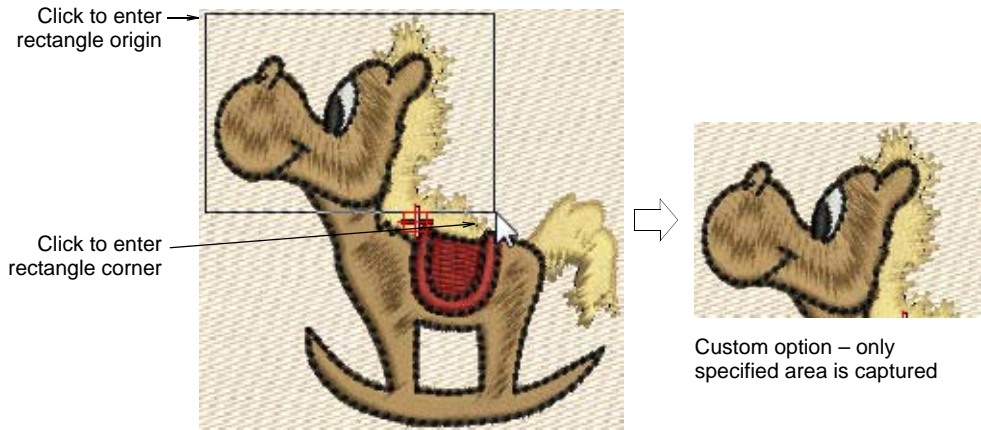 Click to enter
rectangle origin
Click to enter
rectangle corner
Custom option – only
specified area is captured